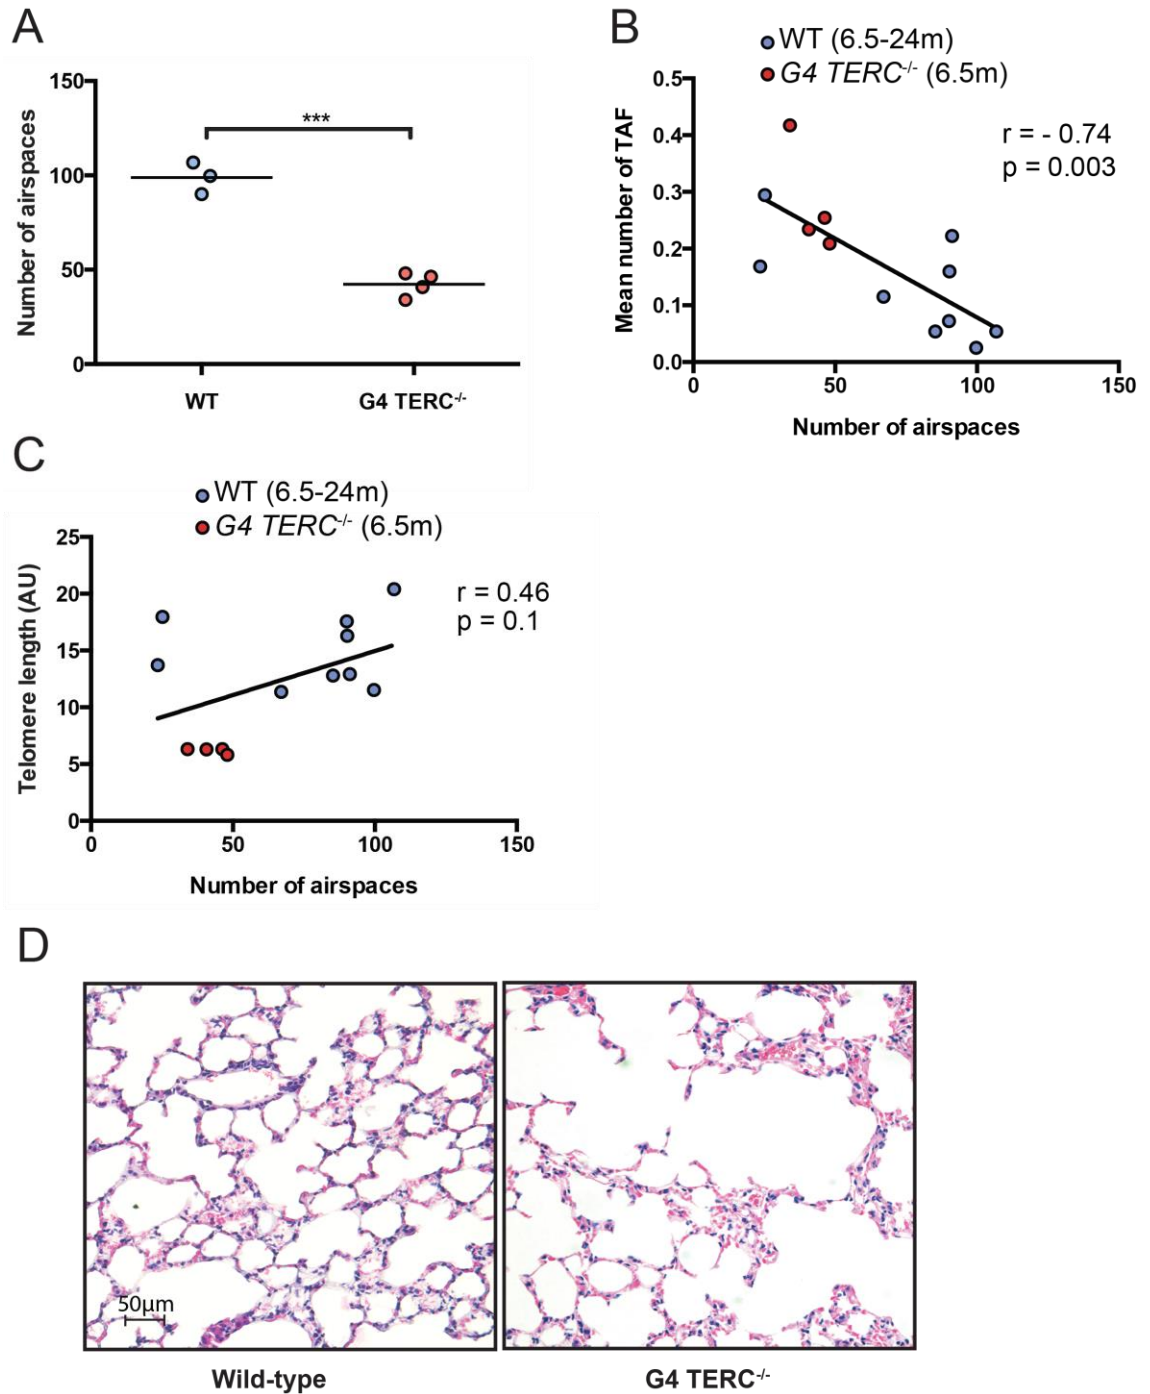 A
150
100
50
0
Number of airspaces
***
WT
G4 TERC-/-
B
WT (6.5-24m)
G4 TERC-/- (6.5m)
0.5
0.4
0.3
0.2
0.1
0.0
Mean number of TAF
r = - 0.74
p = 0.003
0
50
100
150
Number of airspaces
C
WT (6.5-24m)
G4 TERC-/- (6.5m)
25
20
15
10
5
0
Telomere length (AU)
r = 0.46
p = 0.1
0
50
100
150
Number of airspaces
D
50µm
Wild-type
G4 TERC-/-